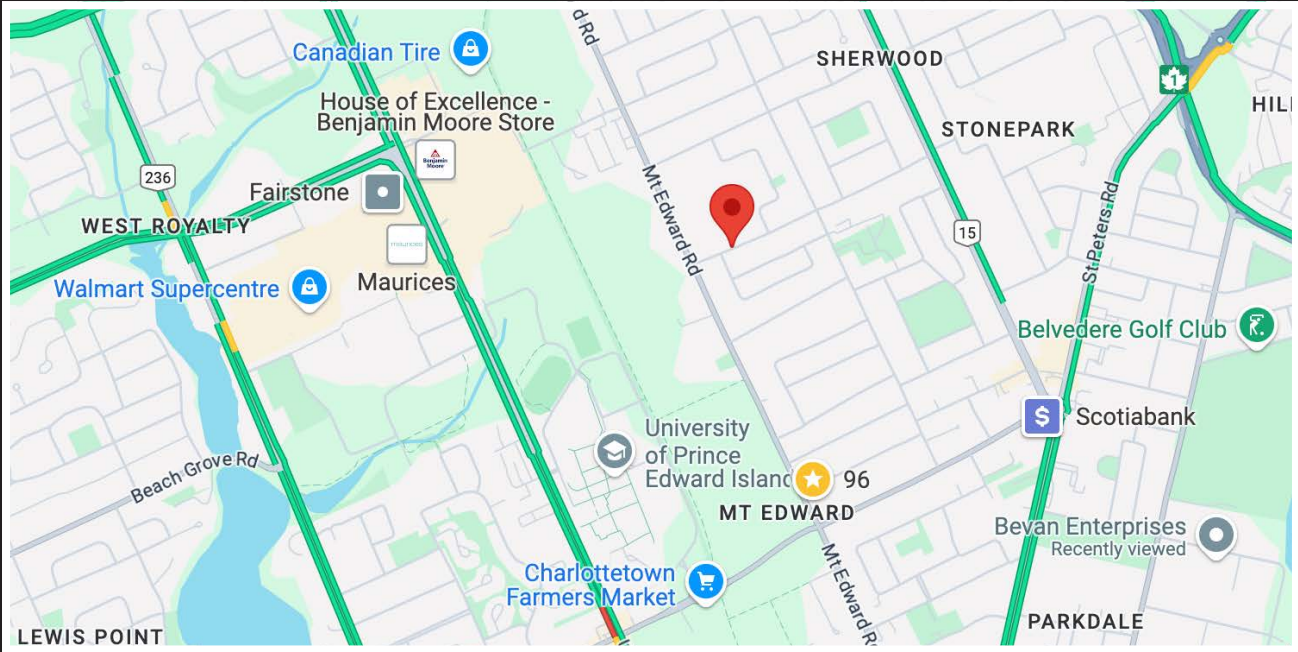 Canadian Tire
d Rd
SHERWOOD
House of Excellence -
Benjamin Moore Store
Benjamin
Moore
1
HIL
STONEPARK
236
Fairstone
Mt Edward Rd
WEST ROYALTY
St Peters Rd
15
maurices
Walmart Supercentre
Maurices
Belvedere Golf Club
$
Scotiabank
University
of Prince
Edward Island
96
Beach Grove Rd
MT EDWARD
Bevan Enterprises
Recently viewed
Charlottetown
Farmers Market
Mt Edward R
LEWIS POINT
PARKDALE